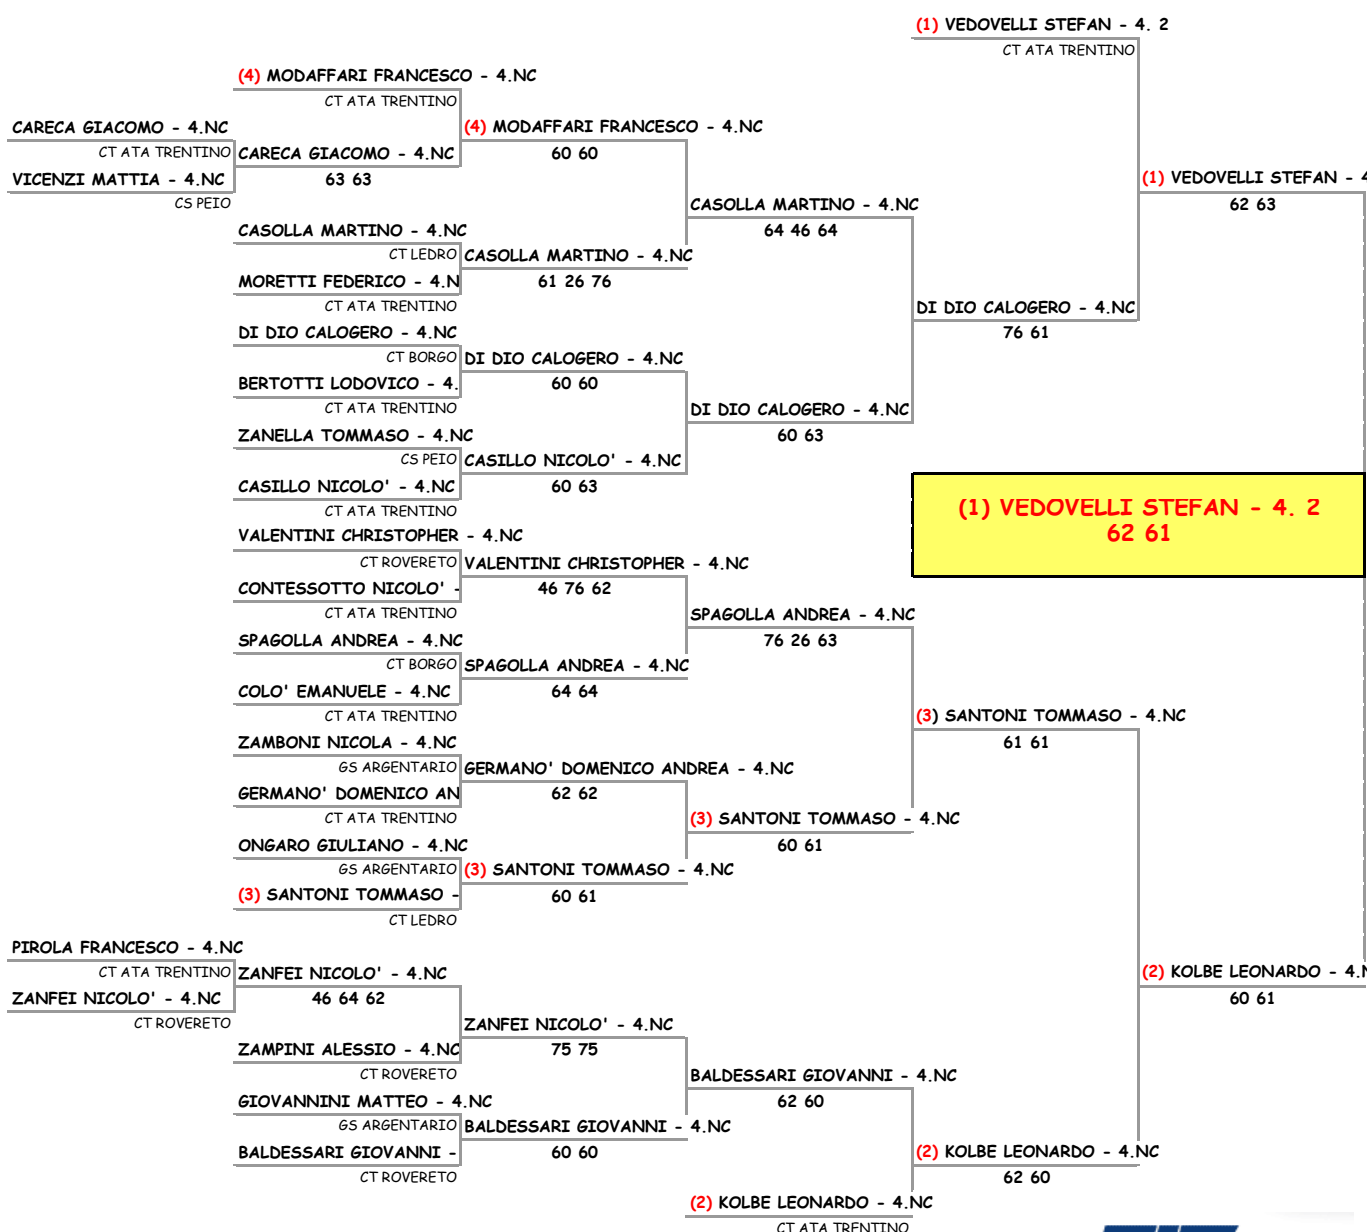 (1) VEDOVELLI STEFAN - 4. 2
CT ATA TRENTINO
(4) MODAFFARI FRANCESCO - 4.NC
CT ATA TRENTINO
CARECA GIACOMO - 4.NC
(4) MODAFFARI FRANCESCO - 4.NC
CT ATA TRENTINO
CARECA GIACOMO - 4.NC
60 60
VICENZI MATTIA - 4.NC
63 63
(1) VEDOVELLI STEFAN - 4
CS PEIO
CASOLLA MARTINO - 4.NC
62 63
CASOLLA MARTINO - 4.NC
64 46 64
CT LEDRO
CASOLLA MARTINO - 4.NC
MORETTI FEDERICO - 4.N
61 26 76
CT ATA TRENTINO
DI DIO CALOGERO - 4.NC
DI DIO CALOGERO - 4.NC
76 61
CT BORGO
DI DIO CALOGERO - 4.NC
BERTOTTI LODOVICO - 4.
60 60
CT ATA TRENTINO
DI DIO CALOGERO - 4.NC
ZANELLA TOMMASO - 4.NC
60 63
CS PEIO
CASILLO NICOLO' - 4.NC
CASILLO NICOLO' - 4.NC
60 63
CT ATA TRENTINO
(1) VEDOVELLI STEFAN - 4. 2
62 61
VALENTINI CHRISTOPHER - 4.NC
CT ROVERETO
VALENTINI CHRISTOPHER - 4.NC
CONTESSOTTO NICOLO' -
46 76 62
CT ATA TRENTINO
SPAGOLLA ANDREA - 4.NC
SPAGOLLA ANDREA - 4.NC
76 26 63
CT BORGO
SPAGOLLA ANDREA - 4.NC
COLO' EMANUELE - 4.NC
64 64
CT ATA TRENTINO
(3) SANTONI TOMMASO - 4.NC
ZAMBONI NICOLA - 4.NC
61 61
GS ARGENTARIO
GERMANO' DOMENICO ANDREA - 4.NC
GERMANO' DOMENICO AN
62 62
CT ATA TRENTINO
(3) SANTONI TOMMASO - 4.NC
ONGARO GIULIANO - 4.NC
60 61
GS ARGENTARIO
(3) SANTONI TOMMASO - 4.NC
(3) SANTONI TOMMASO -
60 61
CT LEDRO
PIROLA FRANCESCO - 4.NC
CT ATA TRENTINO
ZANFEI NICOLO' - 4.NC
(2) KOLBE LEONARDO - 4.N
ZANFEI NICOLO' - 4.NC
46 64 62
60 61
CT ROVERETO
ZANFEI NICOLO' - 4.NC
ZAMPINI ALESSIO - 4.NC
75 75
CT ROVERETO
BALDESSARI GIOVANNI - 4.NC
GIOVANNINI MATTEO - 4.NC
62 60
GS ARGENTARIO
BALDESSARI GIOVANNI - 4.NC
BALDESSARI GIOVANNI -
60 60
(2) KOLBE LEONARDO - 4.NC
CT ROVERETO
62 60
(2) KOLBE LEONARDO - 4.NC
CT ATA TRENTINO